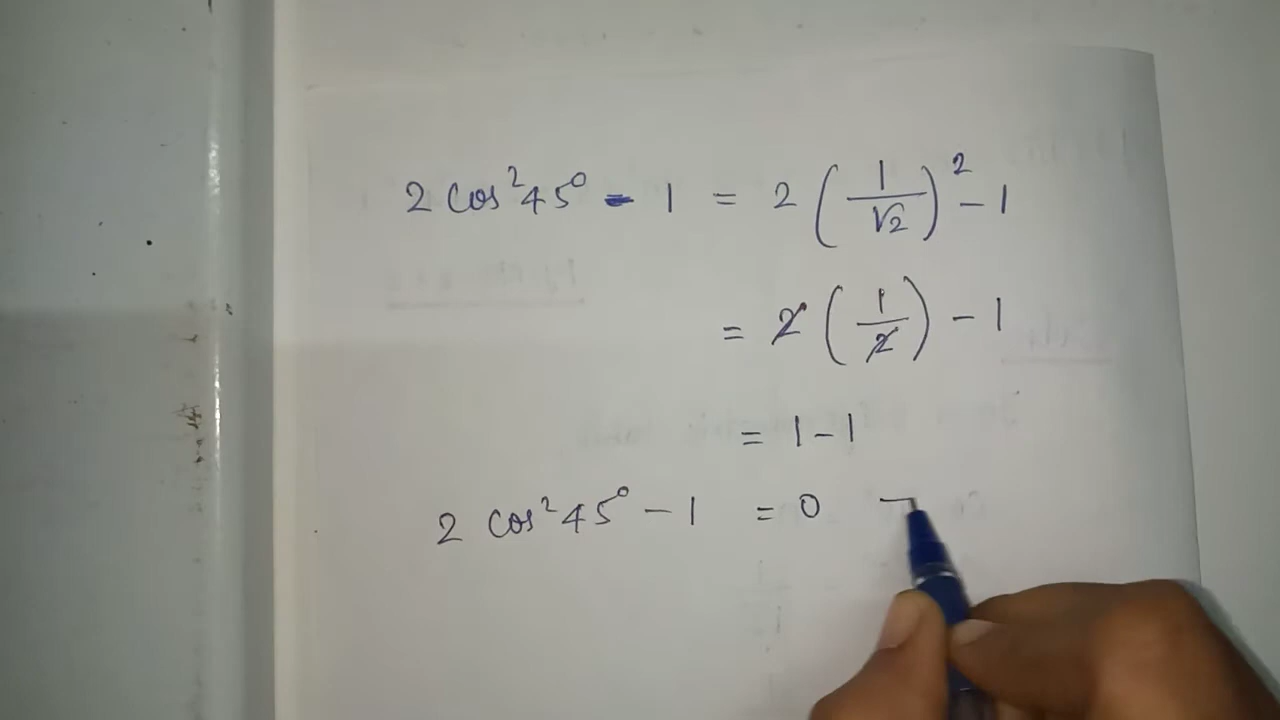 2 cos²45° - 1 = 2 (1/√2)² - 1
= 2 (1/2) - 1
= 1 - 1
2 cos²45° - 1 = 0